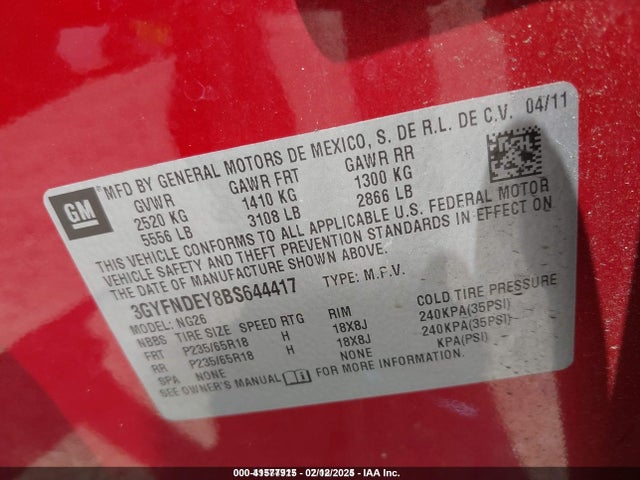 GM
MFD BY GENERAL MOTORS DE MEXICO, S. DE R.L. DE C.V. 04/11
GVWR GAWR FRT GAWR RR
2520 KG 1410 KG 1300 KG
5556 LB 3108 LB 2866 LB
THIS VEHICLE CONFORMS TO ALL APPLICABLE U.S. FEDERAL MOTOR
VEHICLE SAFETY AND THEFT PREVENTION STANDARDS IN EFFECT ON
THE DATE OF MANUFACTURE SHOWN ABOVE.
3GYFNDEY8BS644417 TYPE: M.P.V.
MODEL: NG26
NBBS TIRE SIZE SPEED RTG RIM COLD TIRE PRESSURE
FRT P235/65R18 H 18X8J 240KPA(35PSI)
RR P235/65R18 H 18X8J 240KPA(35PSI)
SPA NONE NONE KPA(PSI)
SEE OWNER'S MANUAL FOR MORE INFORMATION.
- IAA Inc.